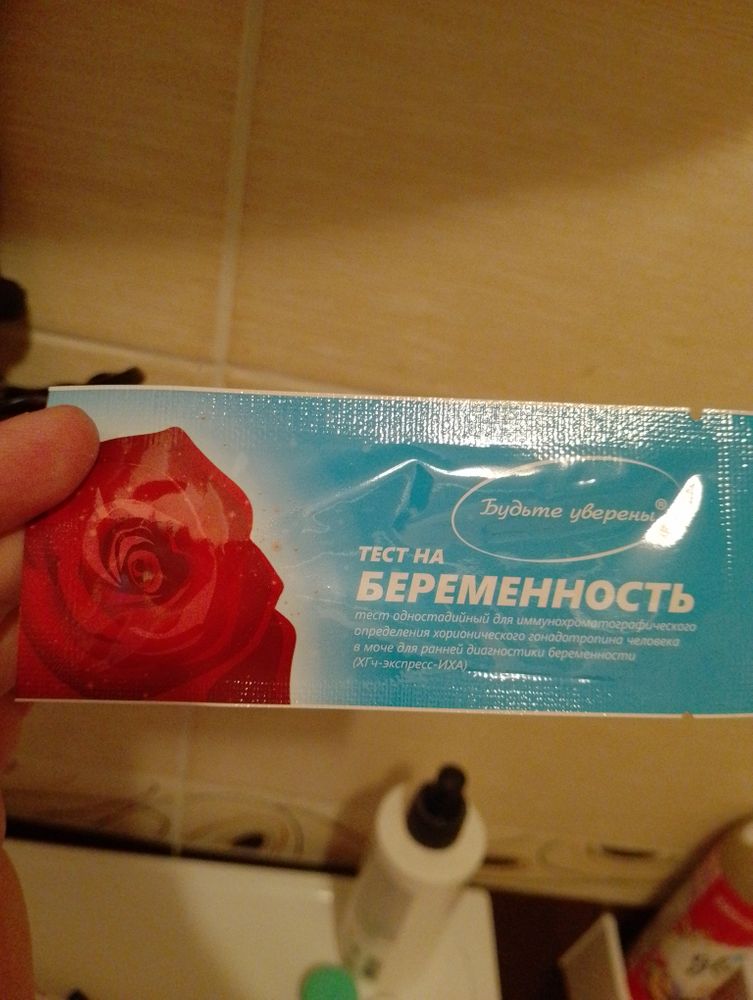 Будьте уверены®
ТЕСТ НА
БЕРЕМЕННОСТЬ
тест одностадийный для иммунохроматографического
определения хорионического гонадотропина человека
в моче для ранней диагностики беременности
(ХГч-экспресс-ИХА)